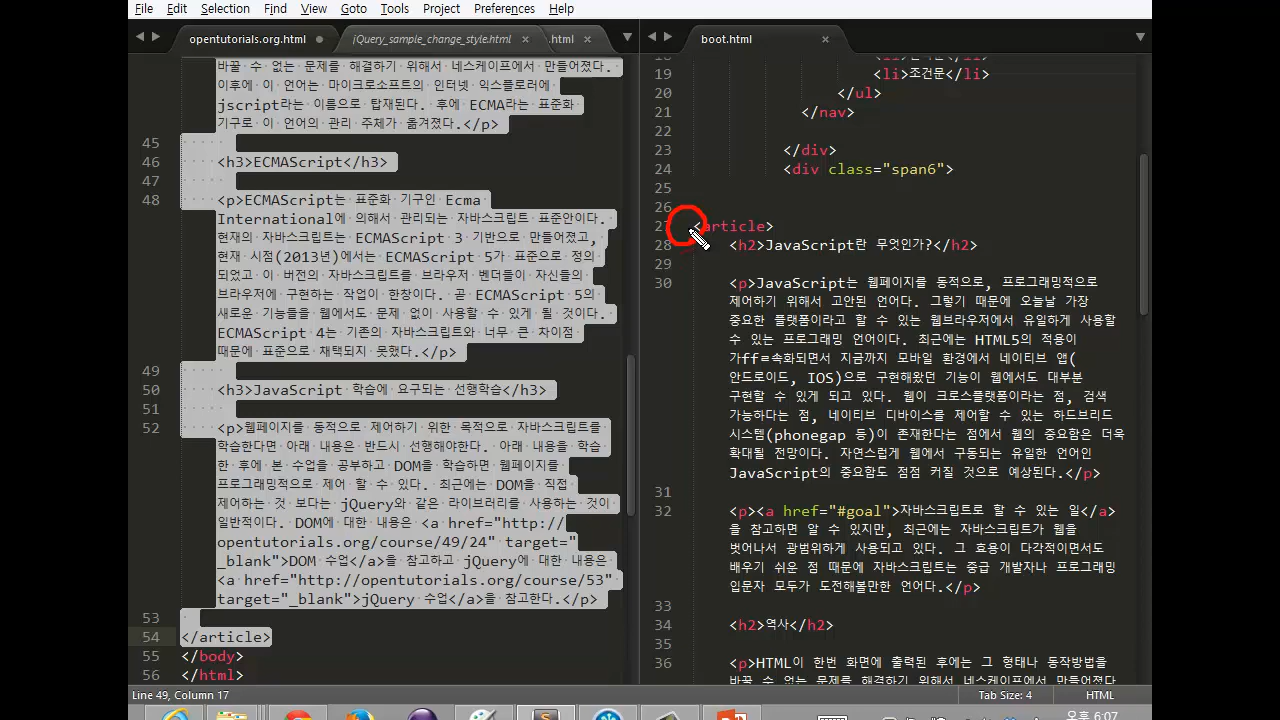 File Edit Selection Find View Goto Tools Project Preferences Help
opentutorials.org.html jQuery_sample_change_style.html .html
바꿀 수 없는 문제를 해결하기 위해서 네스케이프에서 만들어졌다.
이후에 이 언어는 마이크로소프트의 인터넷 익스플로러에
jscript라는 이름으로 탑재된다. 후에 ECMA라는 표준화
기구로 이 언어의 관리 주체가 옮겨졌다.</p>
45
46 <h3>ECMAScript</h3>
47
48 <p>ECMAScript는 표준화 기구인 Ecma
International에 의해서 관리되는 자바스크립트 표준안이다.
현재의 자바스크립트는 ECMAScript 3 기반으로 만들어졌고,
현재 시점(2013년)에서는 ECMAScript 5가 표준으로 정의
되었고 이 버전의 자바스크립트를 브라우저 벤더들이 자신들의
브라우저에 구현하는 작업이 한창이다. 곧 ECMAScript 5의
새로운 기능들을 웹에서도 문제 없이 사용할 수 있게 될 것이다.
ECMAScript 4는 기존의 자바스크립트와 너무 큰 차이점
때문에 표준으로 채택되지 못했다.</p>
49
50 <h3>JavaScript 학습에 요구되는 선행학습</h3>
51
52 <p>웹페이지를 동적으로 제어하기 위한 목적으로 자바스크립트를
학습한다면 아래 내용은 반드시 선행해야한다. 아래 내용을 학습
한 후에 본 수업을 공부하고 DOM을 학습하면 웹페이지를
프로그래밍적으로 제어 할 수 있다. 최근에는 DOM을 직접
제어하는 것 보다는 jQuery와 같은 라이브러리를 사용하는 것이
일반적이다. DOM에 대한 내용은 <a href="http://
opentutorials.org/course/49/24" target="
_blank">DOM 수업</a>을 참고하고 jQuery에 대한 내용은
<a href="http://opentutorials.org/course/53"
target="_blank">jQuery 수업</a>을 참고한다.</p>
53
54 </article>
55 </body>
56 </html>
boot.html
19 <li>조건문</li>
20 </ul>
21 </nav>
22
23 </div>
24 <div class="span6">
25
26
27 <article>
28 <h2>JavaScript란 무엇인가?</h2>
29
30 <p>JavaScript는 웹페이지를 동적으로, 프로그래밍적으로
제어하기 위해서 고안된 언어다. 그렇기 때문에 오늘날 가장
중요한 플랫폼이라고 할 수 있는 웹브라우저에서 유일하게 사용할
수 있는 프로그래밍 언어이다. 최근에는 HTML5의 적용이
가ff=속화되면서 지금까지 모바일 환경에서 네이티브 앱(
안드로이드, IOS)으로 구현해왔던 기능이 웹에서도 대부분
구현할 수 있게 되고 있다. 웹이 크로스플랫폼이라는 점, 검색
가능하다는 점, 네이티브 디바이스를 제어할 수 있는 하드브리드
시스템(phonegap 등)이 존재한다는 점에서 웹의 중요함은 더욱
확대될 전망이다. 자연스럽게 웹에서 구동되는 유일한 언어인
JavaScript의 중요함도 점점 커질 것으로 예상된다.</p>
31
32 <p><a href="#goal">자바스크립트로 할 수 있는 일</a>
을 참고하면 알 수 있지만, 최근에는 자바스크립트가 웹을
벗어나서 광범위하게 사용되고 있다. 그 효용이 다각적이면서도
배우기 쉬운 점 때문에 자바스크립트는 중급 개발자나 프로그래밍
입문자 모두가 도전해볼만한 언어다.</p>
33
34 <h2>역사</h2>
35
36 <p>HTML이 한번 화면에 출력된 후에는 그 형태나 동작방법을
바꿀 수 없는 문제를 해결하기 위해서 네스케이프에서 만들어졌다
Line 49, Column 17 Tab Size: 4 HTML
오후 6:07